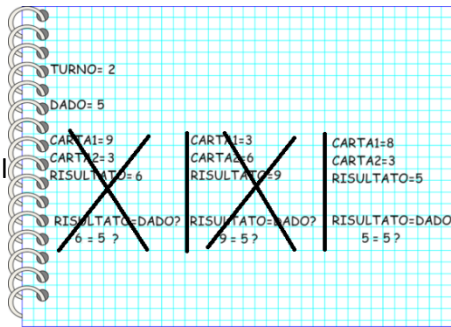 TURNO= 2
DADO= 5
CARTA1=9
CARTA2=3
RISULTATO=6
RISULTATO=DADO?
6 = 5 ?
CARTA1=3
CARTA2=6
RISULTATO=9
RISULTATO=DADO?
9 = 5 ?
CARTA1=8
CARTA2=3
RISULTATO=5
RISULTATO=DADO
5 = 5 ?